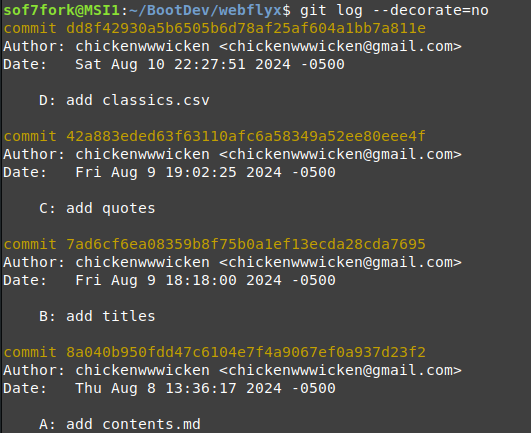 sof7fork@MSI1:~/BootDev/webflyx$ git log --decorate=no
commit dd8f42930a5b6505b6d78af25af604a1bb7a811e
Author: chickenwwwicken <chickenwwwicken@gmail.com>
Date:   Sat Aug 10 22:27:51 2024 -0500
    D: add classics.csv
commit 42a883eded63f63110afc6a58349a52ee80eee4f
Author: chickenwwwicken <chickenwwwicken@gmail.com>
Date:   Fri Aug 9 19:02:25 2024 -0500
    C: add quotes
commit 7ad6cf6ea08359b8f75b0a1ef13ecda28cda7695
Author: chickenwwwicken <chickenwwwicken@gmail.com>
Date:   Fri Aug 9 18:18:00 2024 -0500
    B: add titles
commit 8a040b950fdd47c6104e7f4a9067ef0a937d23f2
Author: chickenwwwicken <chickenwwwicken@gmail.com>
Date:   Thu Aug 8 13:36:17 2024 -0500
    A: add contents.md